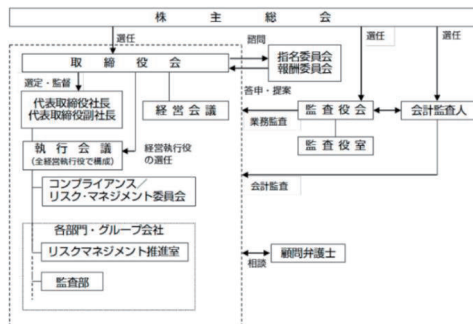 株主総会
選任
諮問
選任
選任
取締役会
指名委員会
報酬委員会
選定・監督
答申・提案
代表取締役社長
代表取締役副社長
経営会議
監査役会
会計監査人
業務監査
執行会議
(全経営執行役で構成)
経営執行役
の選任
監査役室
コンプライアンス/
リスク・マネジメント委員会
会計監査
各部門・グループ会社
リスクマネジメント推進室
顧問弁護士
相談
監査部